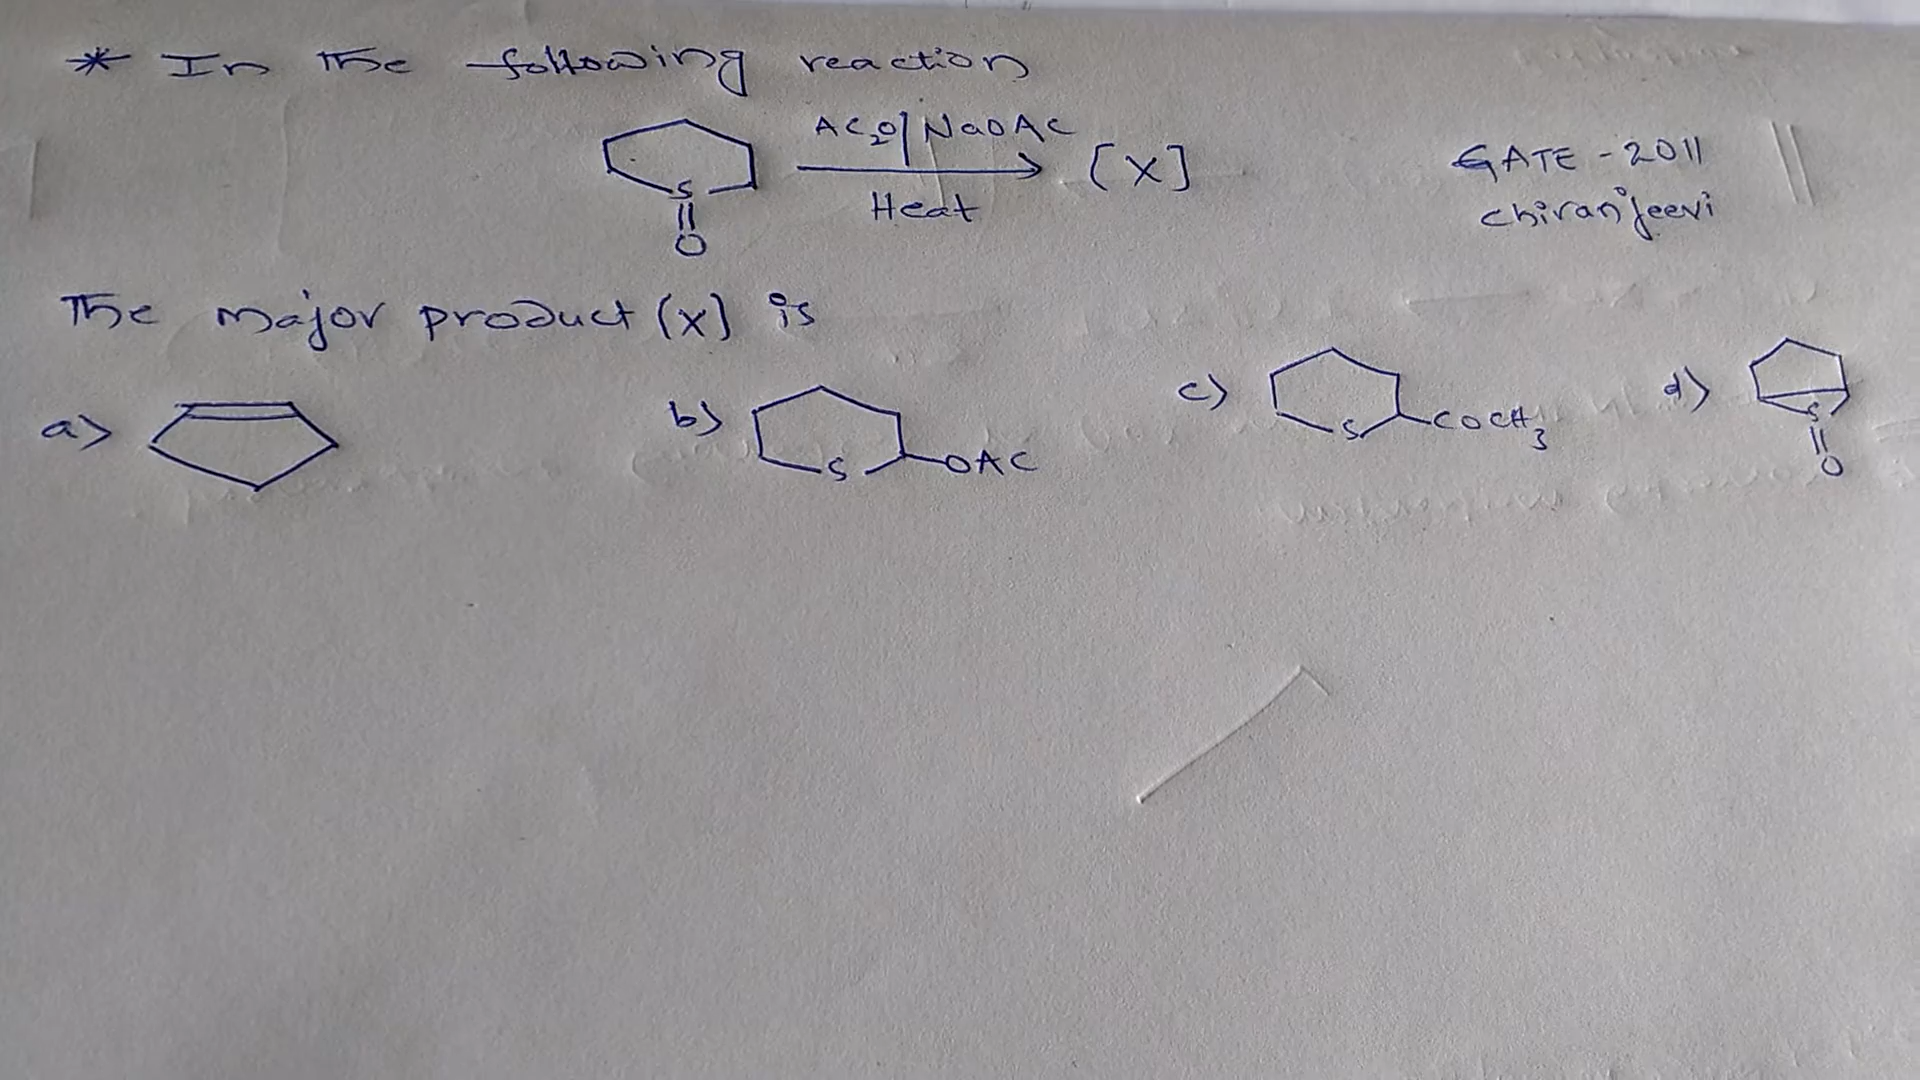 * In The following reaction
S
O
Ac₂O/NaOAc
Heat
[X]
GATE-2011
chiranjeevi
The major product [X] is
a)
b) S OAC
c) S COCH₃
d) S
O